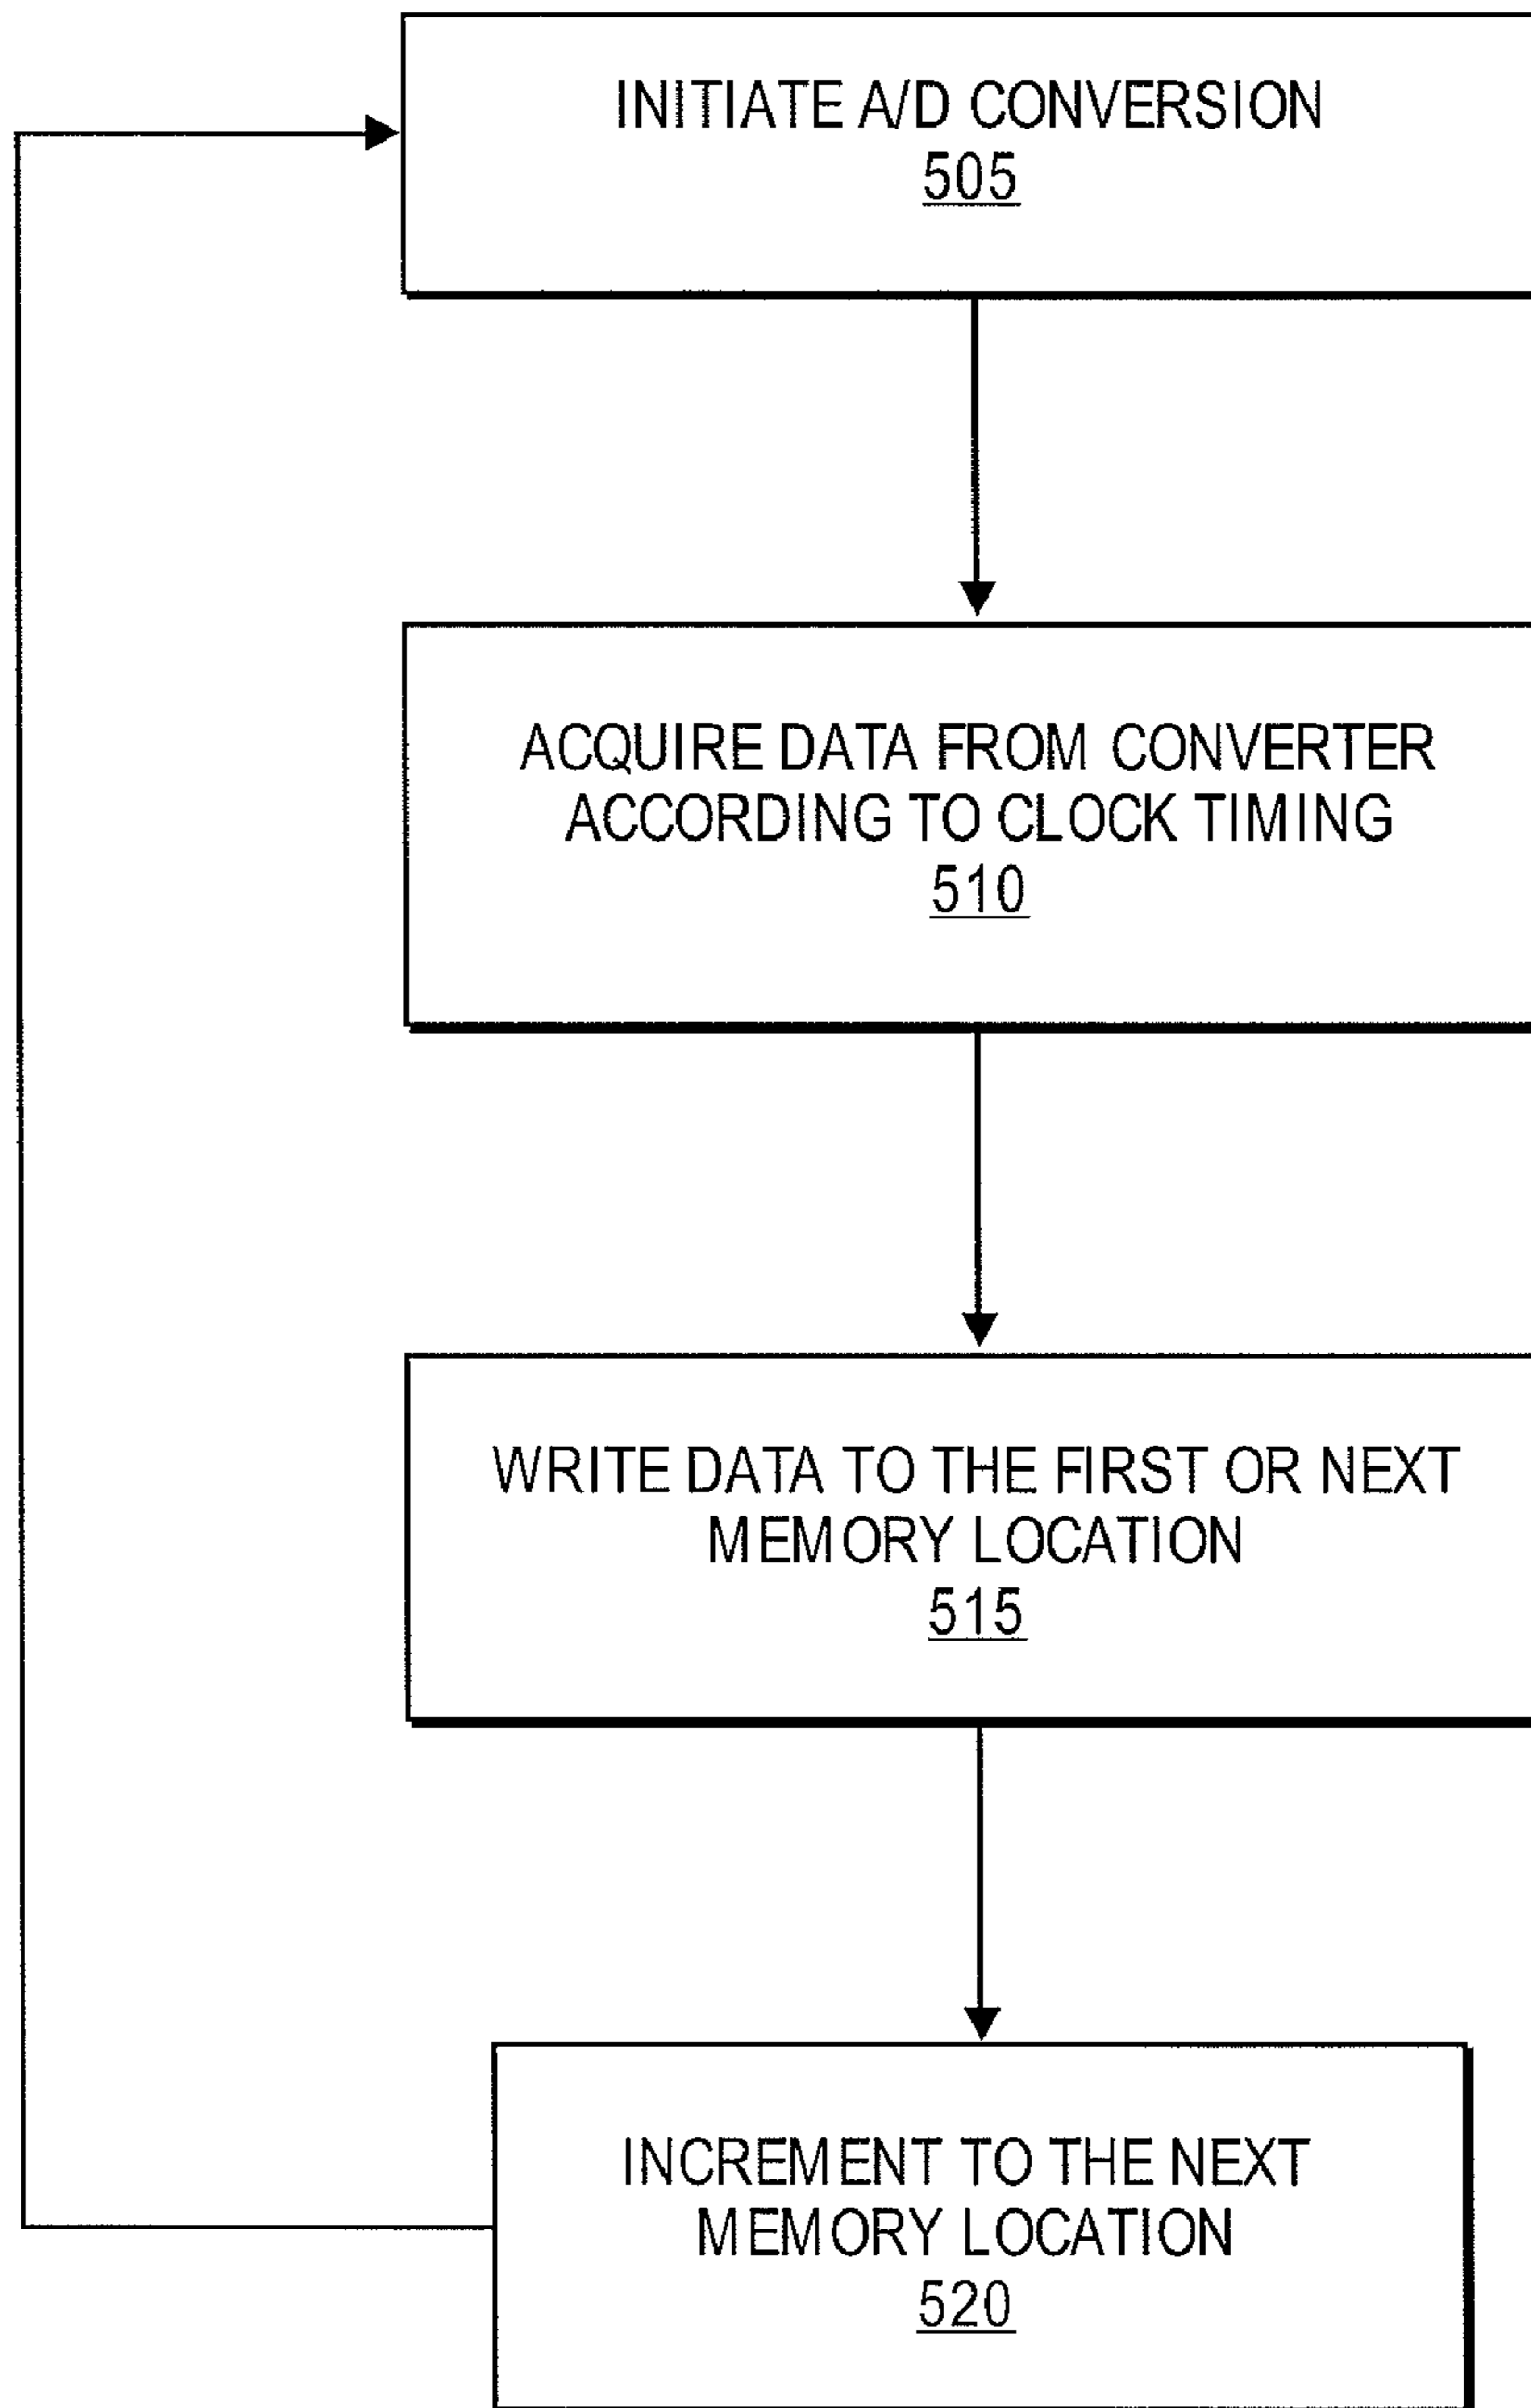 INITIATE A/D CONVERSION
505
ACQUIRE DATA FROM CONVERTER
ACCORDING TO CLOCK TIMING
510
WRITE DATA TO THE FIRST OR NEXT
MEMORY LOCATION
515
INCREMENT TO THE NEXT
MEMORY LOCATION
520